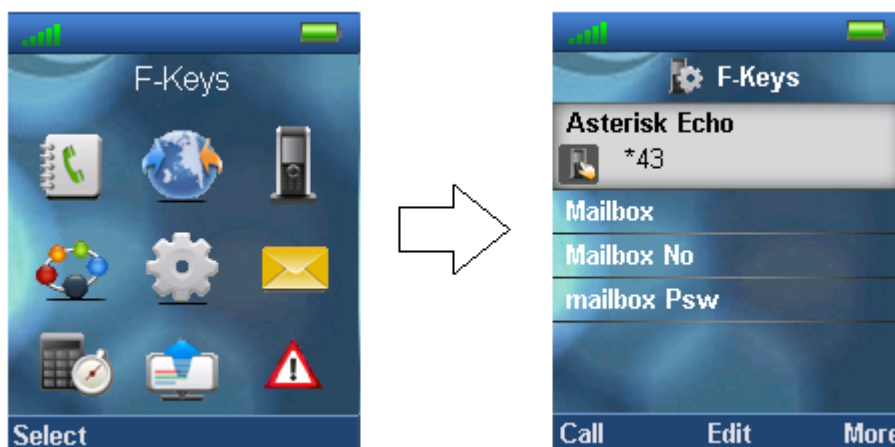 F-Keys
Select
F-Keys
Asterisk Echo
*43
Mailbox
Mailbox No
mailbox Psw
Call Edit More